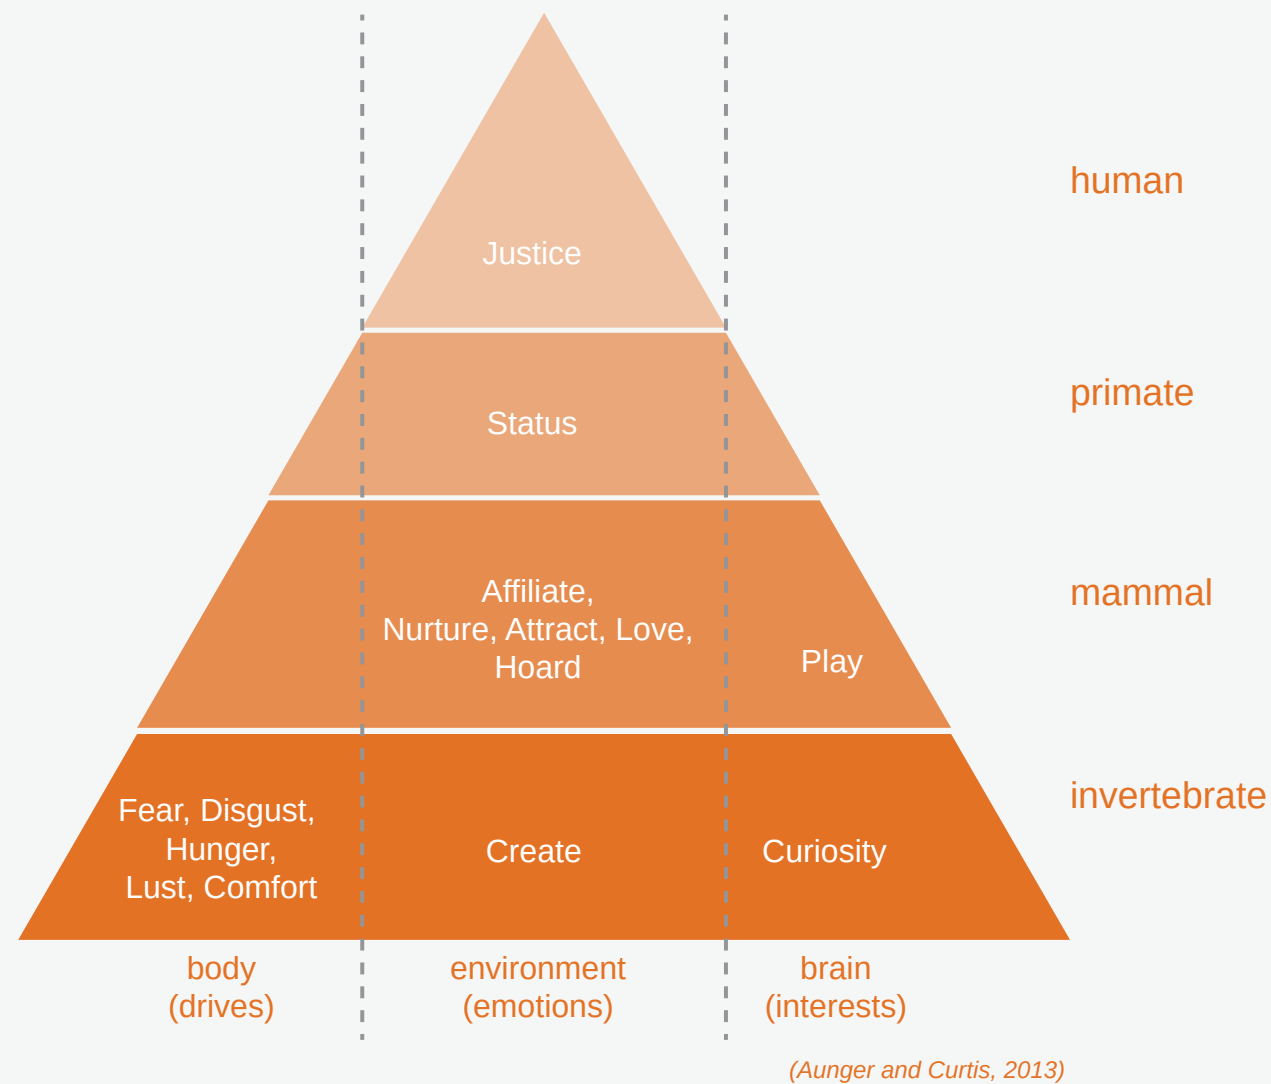 human
Justice
primate
Status
mammal
Affiliate,
Nurture, Attract, Love,
Hoard
Play
invertebrate
Fear, Disgust,
Hunger,
Lust, Comfort
Create
Curiosity
body
(drives)
environment
(emotions)
brain
(interests)
(Aunger and Curtis, 2013)